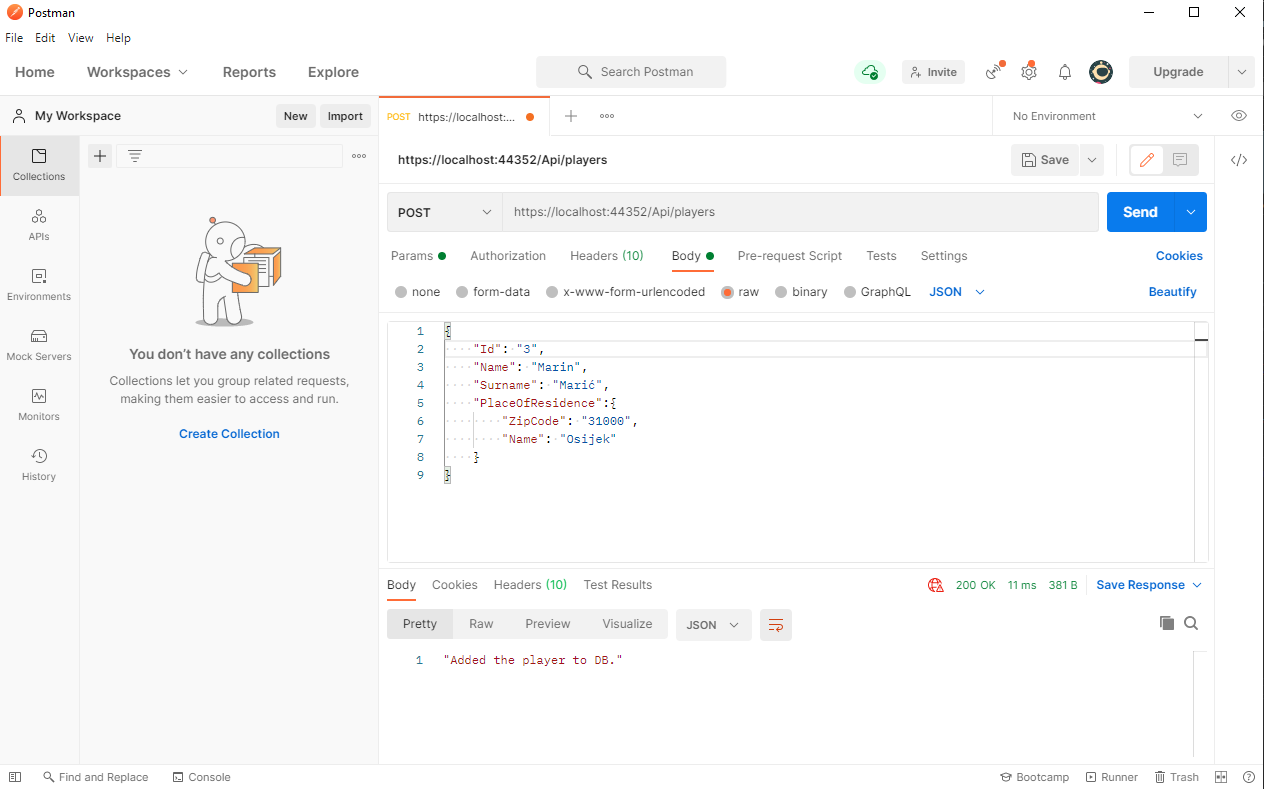 Postman
File Edit View Help
Home Workspaces Reports Explore Search Postman Invite Upgrade
My Workspace New Import
POST https://localhost:... No Environment
Collections
APIs
Environments
Mock Servers
Monitors
History
You don't have any collections
Collections let you group related requests,
making them easier to access and run.
Create Collection
https://localhost:44352/Api/players Save
POST https://localhost:44352/Api/players Send
Params Authorization Headers (10) Body Pre-request Script Tests Settings Cookies
none form-data x-www-form-urlencoded raw binary GraphQL JSON Beautify
1 {
2 "Id": "3",
3 "Name": "Marin",
4 "Surname": "Marić",
5 "PlaceOfResidence":{
6 "ZipCode": "31000",
7 "Name": "Osijek"
8 }
9 }
Body Cookies Headers (10) Test Results 200 OK 11 ms 381 B Save Response
Pretty Raw Preview Visualize JSON
1 "Added the player to DB."
Find and Replace Console Bootcamp Runner Trash